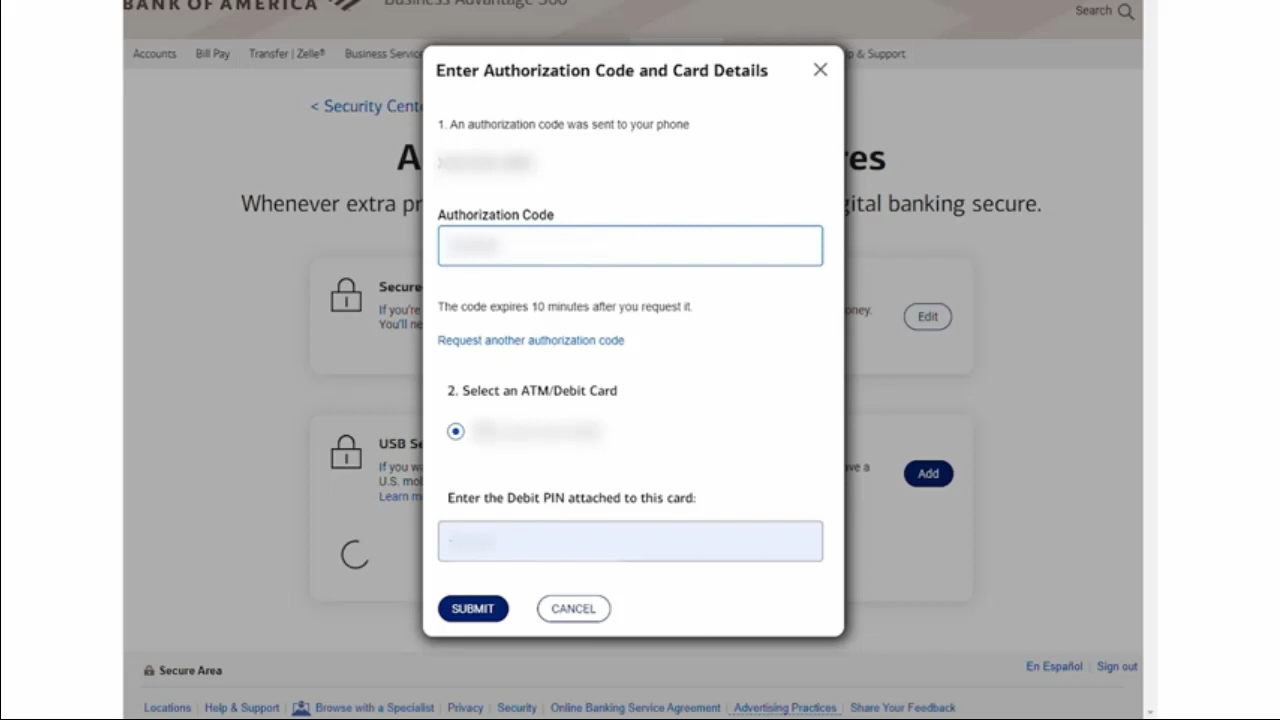 BANK OF AMERICA
Business Advantage 360
Search
Accounts
Bill Pay
Transfer | Zelle®
Business Service
& Support
Enter Authorization Code and Card Details
< Security Cente
1. An authorization code was sent to your phone
A
res
Whenever extra pr
gital banking secure.
Authorization Code
Secure
If you're
oney.
You'll ne
Edit
The code expires 10 minutes after you request it.
Request another authorization code
2. Select an ATM/Debit Card
USB Se
If you wa
ve a
U.S. mob
Learn m
Add
Enter the Debit PIN attached to this card:
SUBMIT
CANCEL
Secure Area
En Español
Sign out
Locations
Help & Support
Browse with a Specialist
Privacy
Security
Online Banking Service Agreement
Advertising Practices
Share Your Feedback